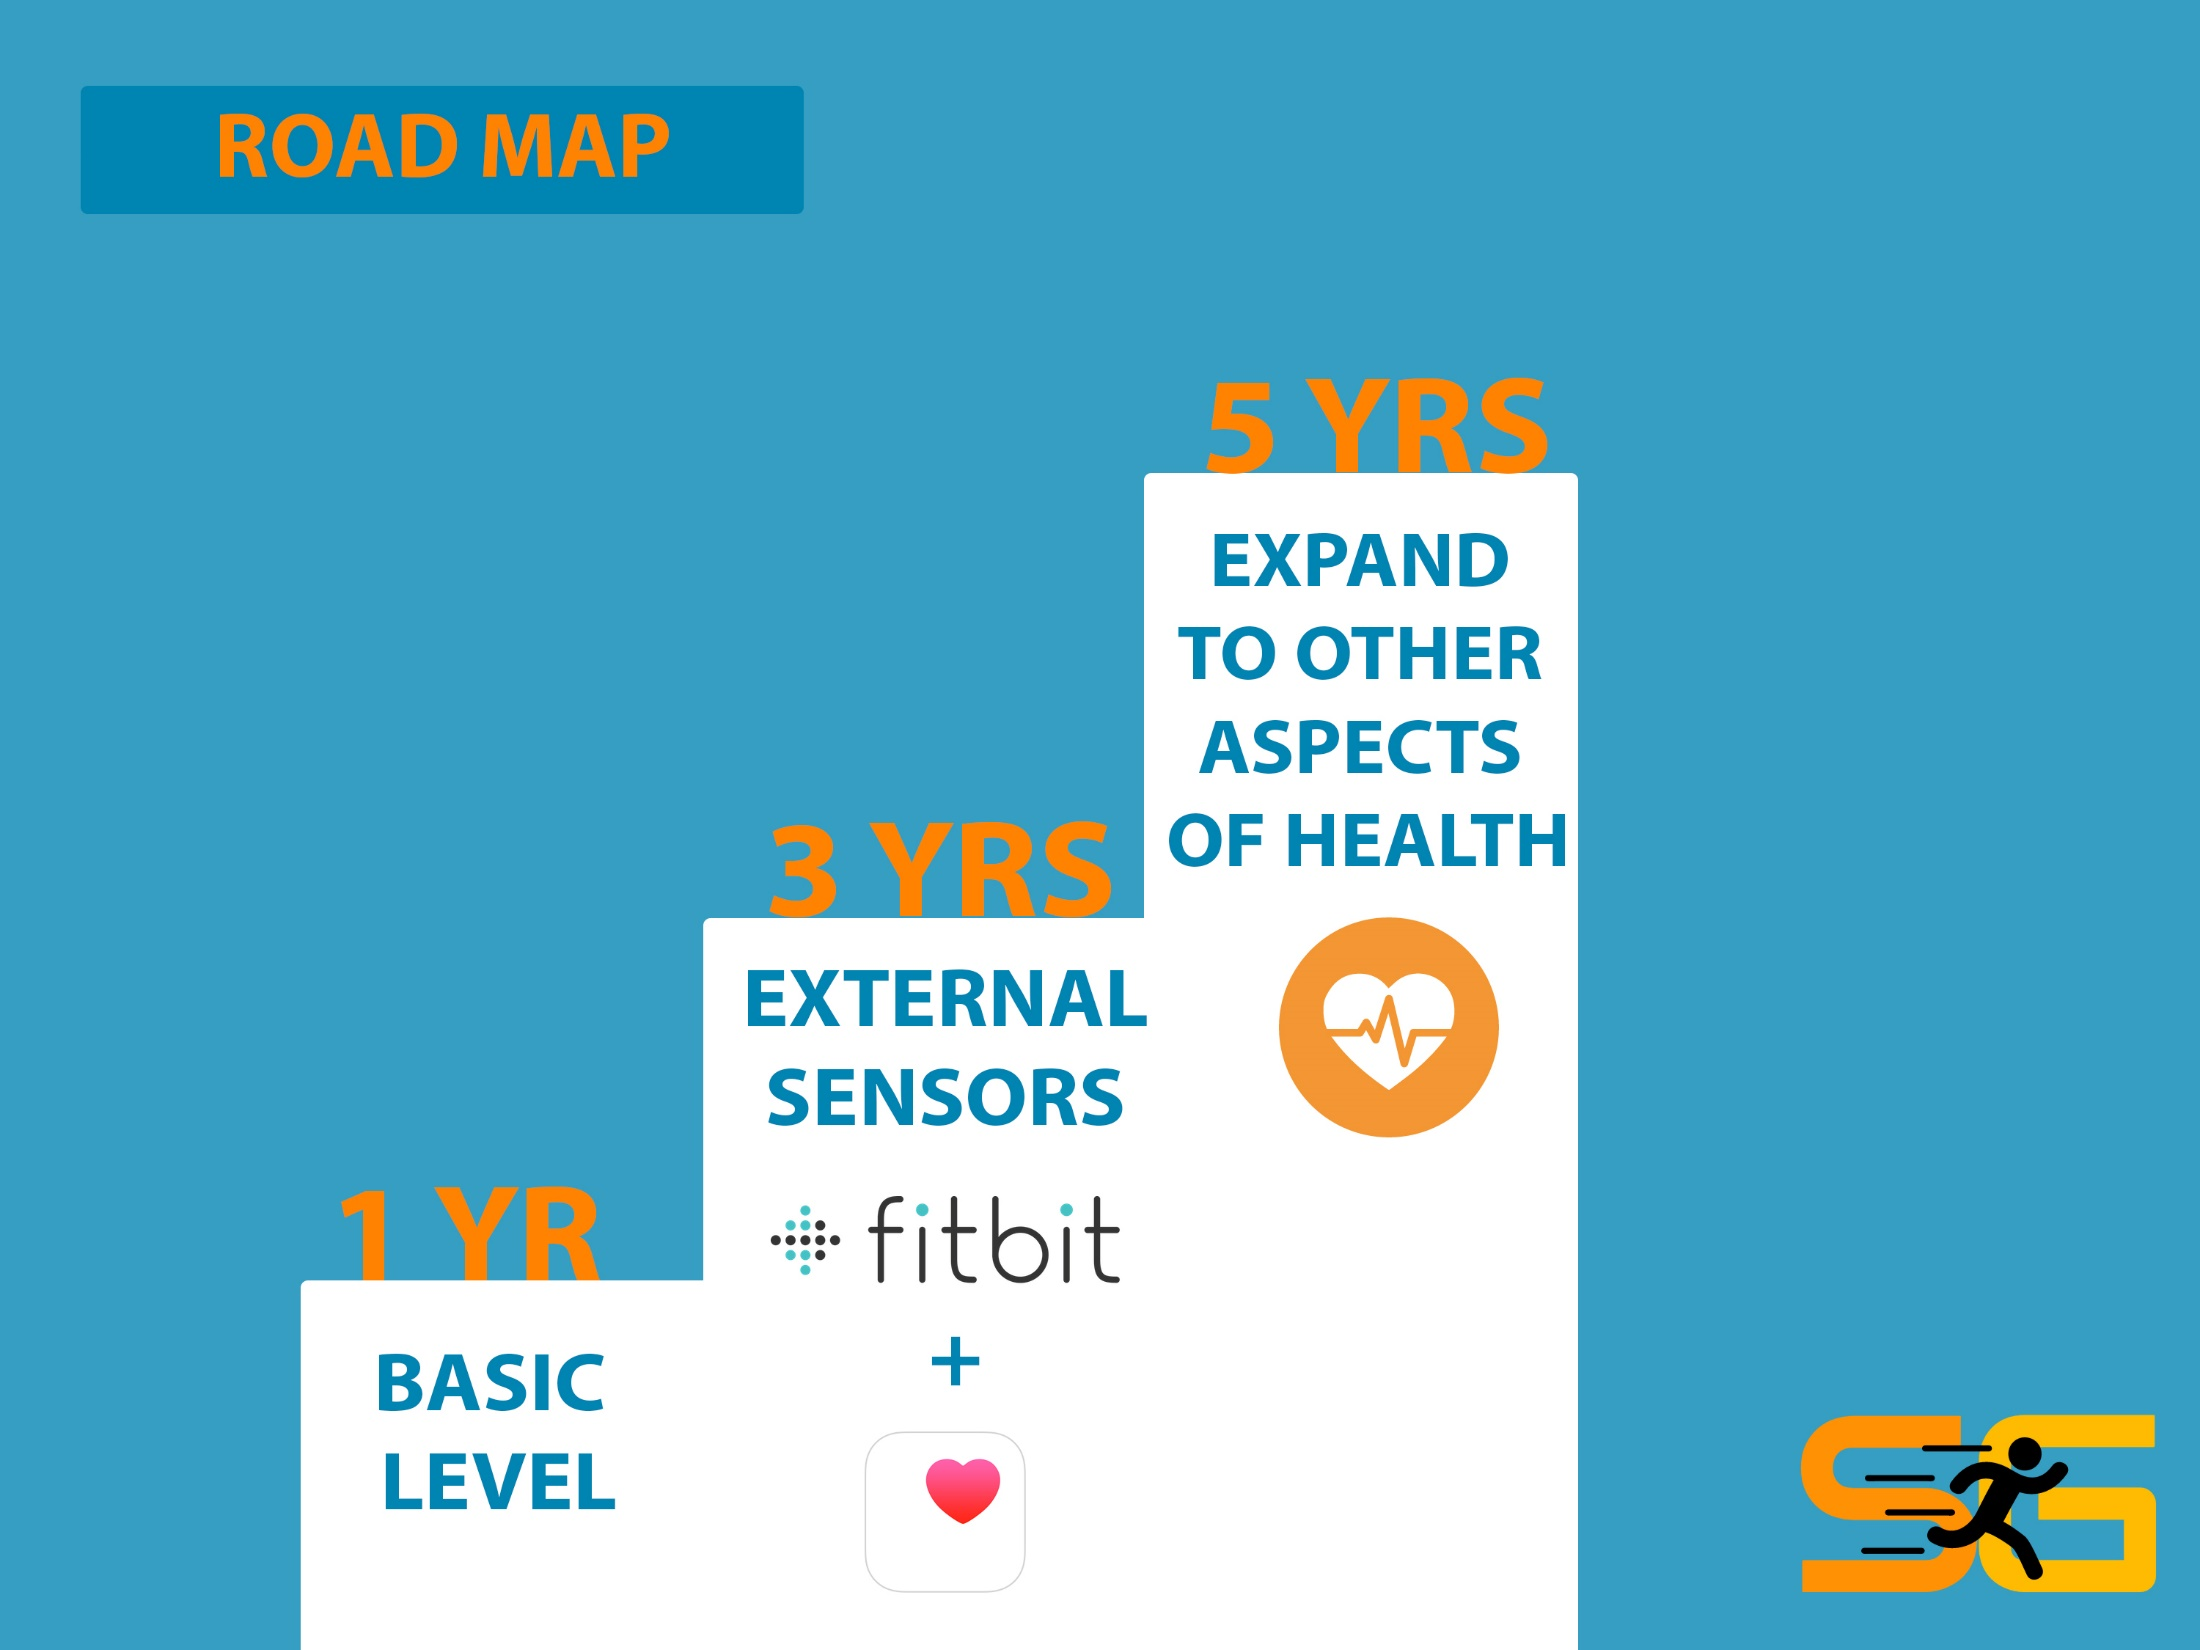 ROAD MAP
5 YRS
EXPAND
TO OTHER
ASPECTS
OF HEALTH
3 YRS
EXTERNAL
SENSORS
fitbit
+
1 YR
BASIC
LEVEL
SG